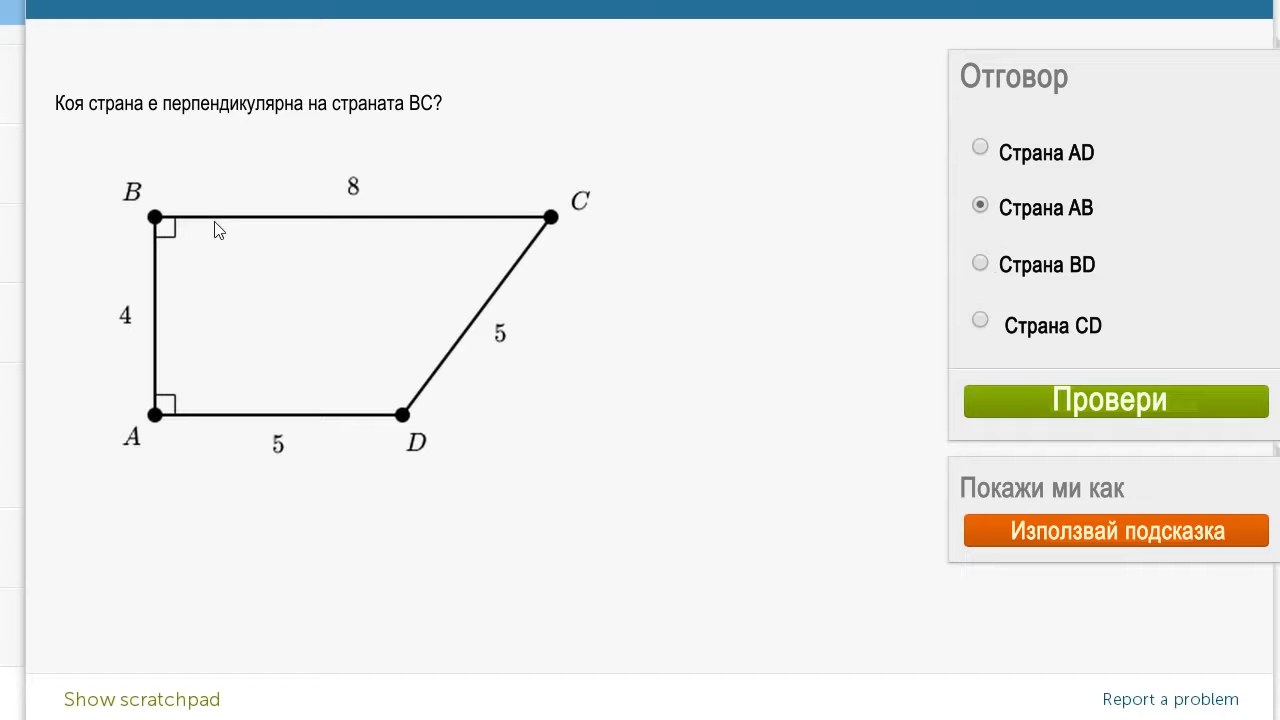 Коя страна е перпендикулярна на страната BC?
B
8
C
4
5
A
5
D
Отговор
Страна AD
Страна AB
Страна BD
Страна CD
Провери
Покажи ми как
Използвай подсказка
Show scratchpad
Report a problem